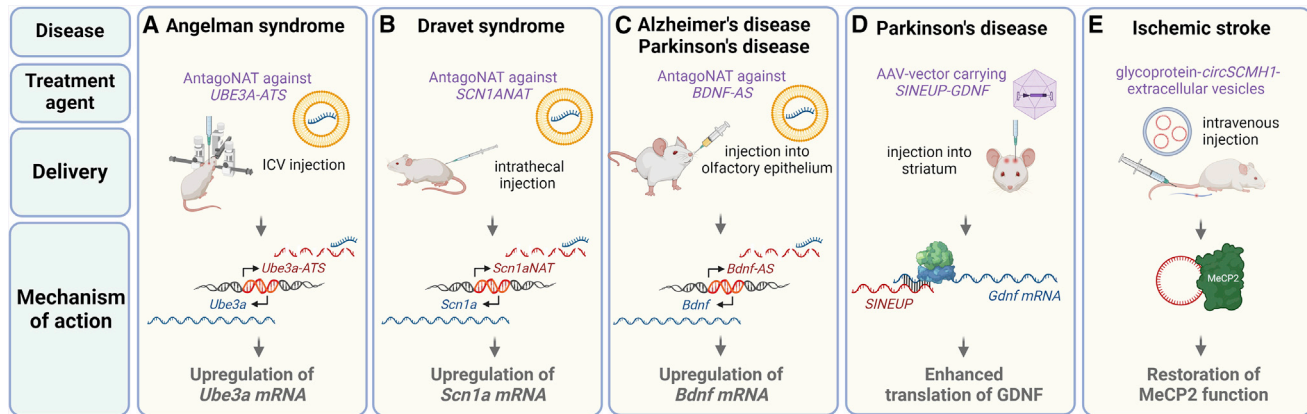 Disease
Treatment
agent
Delivery
Mechanism
of action
A Angelman syndrome
AntagoNAT against
UBE3A-ATS
ICV injection
Ube3a-ATS
Ube3a
Upregulation of
Ube3a mRNA
B Dravet syndrome
AntagoNAT against
SCN1ANAT
intrathecal
injection
Scn1aNAT
Scn1a
Upregulation of
Scn1a mRNA
C Alzheimer's disease
Parkinson's disease
AntagoNAT against
BDNF-AS
injection into
olfactory epithelium
Bdnf-AS
Bdnf
Upregulation of
Bdnf mRNA
D Parkinson's disease
AAV-vector carrying
SINEUP-GDNF
injection into
striatum
SINEUP
Gdnf mRNA
Enhanced
translation of GDNF
E Ischemic stroke
glycoprotein-circSCMH1-
extracellular vesicles
intravenous
injection
MeCP2
Restoration of
MeCP2 function